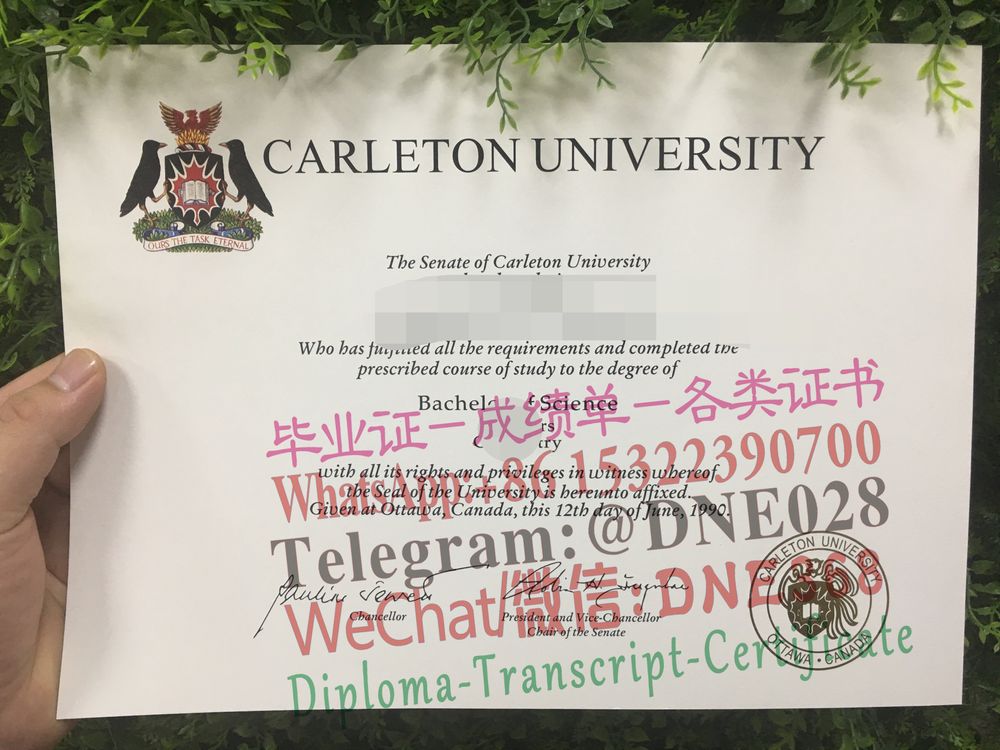 CARLETON UNIVERSITY
OURS THE TASK ETERNAL
The Senate of Carleton University
Who has fulfilled all the requirements and completed the
prescribed course of study to the degree of
Science
毕业证—成绩单—各类证书
with all its rights and privileges in witness whereof
WhatsApp:+86 15322390700
the Seal of the University is hereunto affixed.
Given at Ottawa, Canada, this 12th day of June, 1990.
Telegram:@DNE028
WeChat/微信:DNE028
Chancellor
President and Vice-Chancellor
Chair of the Senate
CARLETON UNIVERSITY
OTTAWA • CANADA
Diploma-Transcript-Certificate